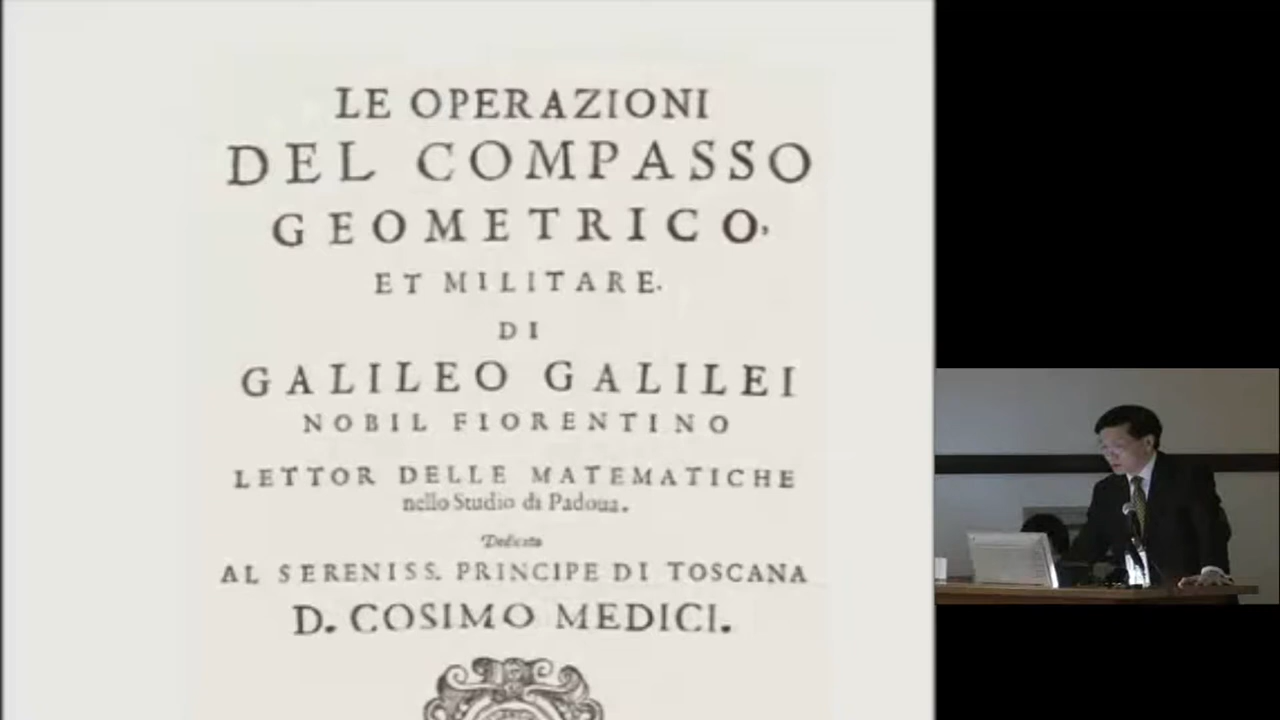 LE OPERAZIONI
DEL COMPASSO
GEOMETRICO,
ET MILITARE.
DI
GALILEO GALILEI
NOBIL FIORENTINO
LETTOR DELLE MATEMATICHE
nello Studio di Padoua.
Dedicato
AL SERENISS. PRINCIPE DI TOSCANA
D. COSIMO MEDICI.